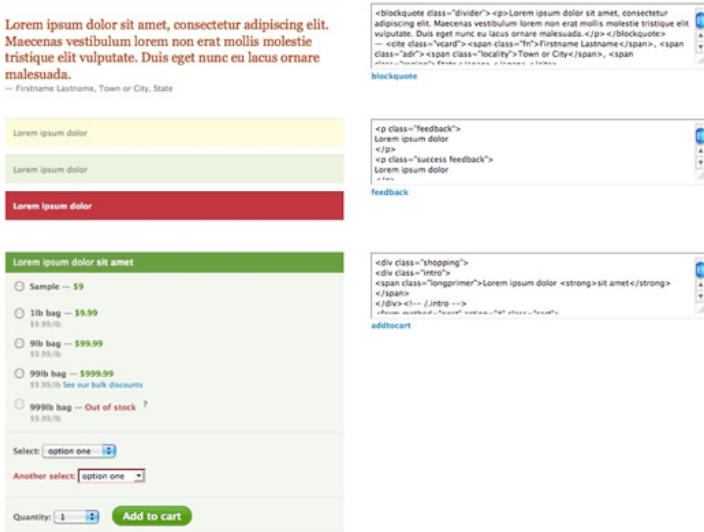 Lorem ipsum dolor sit amet, consectetur adipiscing elit.
Maecenas vestibulum lorem non erat mollis molestie
tristique elit vulputate. Duis eget nunc eu lacus ornare
malesuada.
— Firstname Lastname, Town or City, State
<blockquote class="divider"><p>Lorem ipsum dolor sit amet, consectetur
adipiscing elit. Maecenas vestibulum lorem non erat mollis molestie tristique elit
vulputate. Duis eget nunc eu lacus ornare malesuada.</p></blockquote>
— <cite class="vcard"><span class="fn">Firstname Lastname</span>, <span
class="adr"><span class="locality">Town or City</span>, <span
blockquote
Lorem ipsum dolor
Lorem ipsum dolor
Lorem ipsum dolor
<p class="feedback">
Lorem ipsum dolor
</p>
<p class="success feedback">
Lorem ipsum dolor
feedback
Lorem ipsum dolor sit amet
Sample — $9
1lb bag — $9.99
$9.99/lb
9lb bag — $99.99
$9.99/lb
99lb bag — $999.99
$9.99/lb See our bulk discounts
999lb bag — Out of stock ?
$9.99/lb
Select: option one
Another select: option one
Quantity: 1 Add to cart
<div class="shopping">
<div class="intro">
<span class="longprimer">Lorem ipsum dolor <strong>sit amet</strong>
</span>
</div><!-- /.intro -->
addtocart